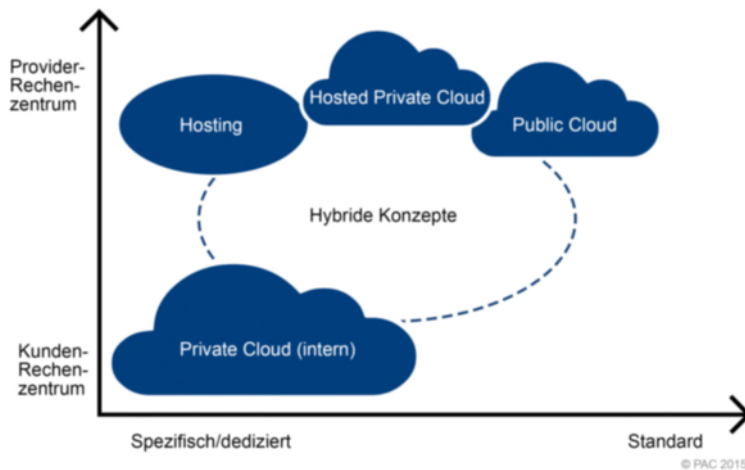 Provider-
Rechen-
zentrum
Hosting
Hosted Private Cloud
Public Cloud
Hybride Konzepte
Kunden-
Rechen-
zentrum
Private Cloud (intern)
Spezifisch/dediziert
Standard
© PAC 2015